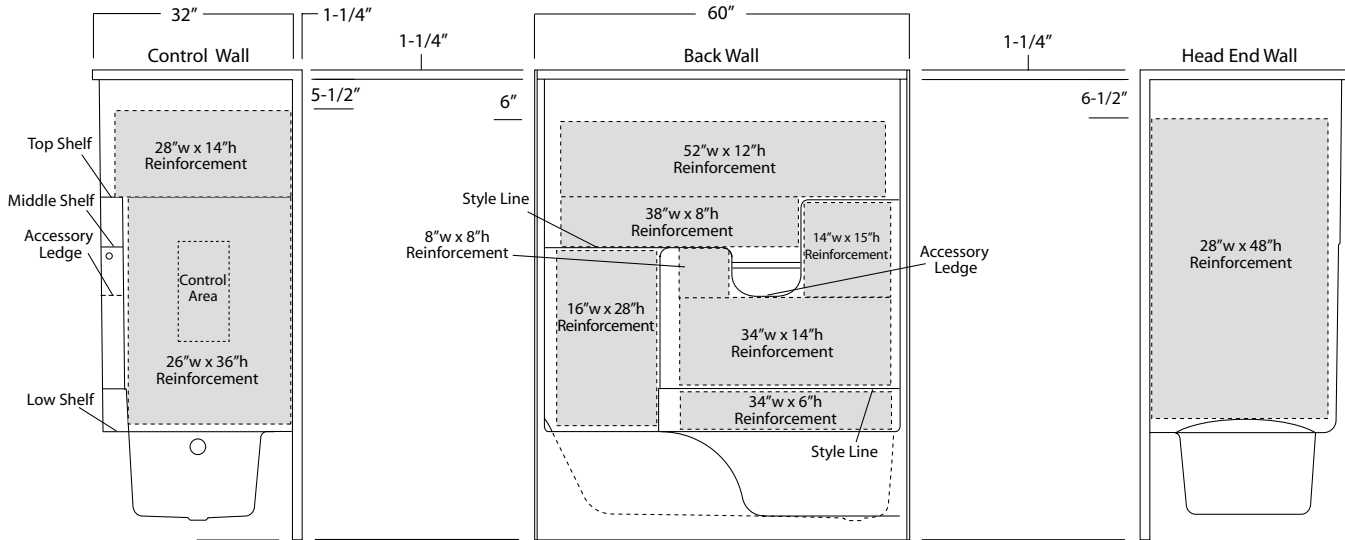 32”
1-1/4”
60”
1-1/4”
1-1/4”
Control Wall
Back Wall
Head End Wall
5-1/2”
6”
6-1/2”
Top Shelf
28”w x 14”h
Reinforcement
52”w x 12”h
Reinforcement
Middle Shelf
Style Line
38”w x 8”h
Reinforcement
Accessory
Ledge
8”w x 8”h
Reinforcement
14”w x 15”h
Reinforcement
Accessory
Ledge
28”w x 48”h
Reinforcement
Control
Area
16”w x 28”h
Reinforcement
34”w x 14”h
Reinforcement
26”w x 36”h
Reinforcement
Low Shelf
34”w x 6”h
Reinforcement
Style Line